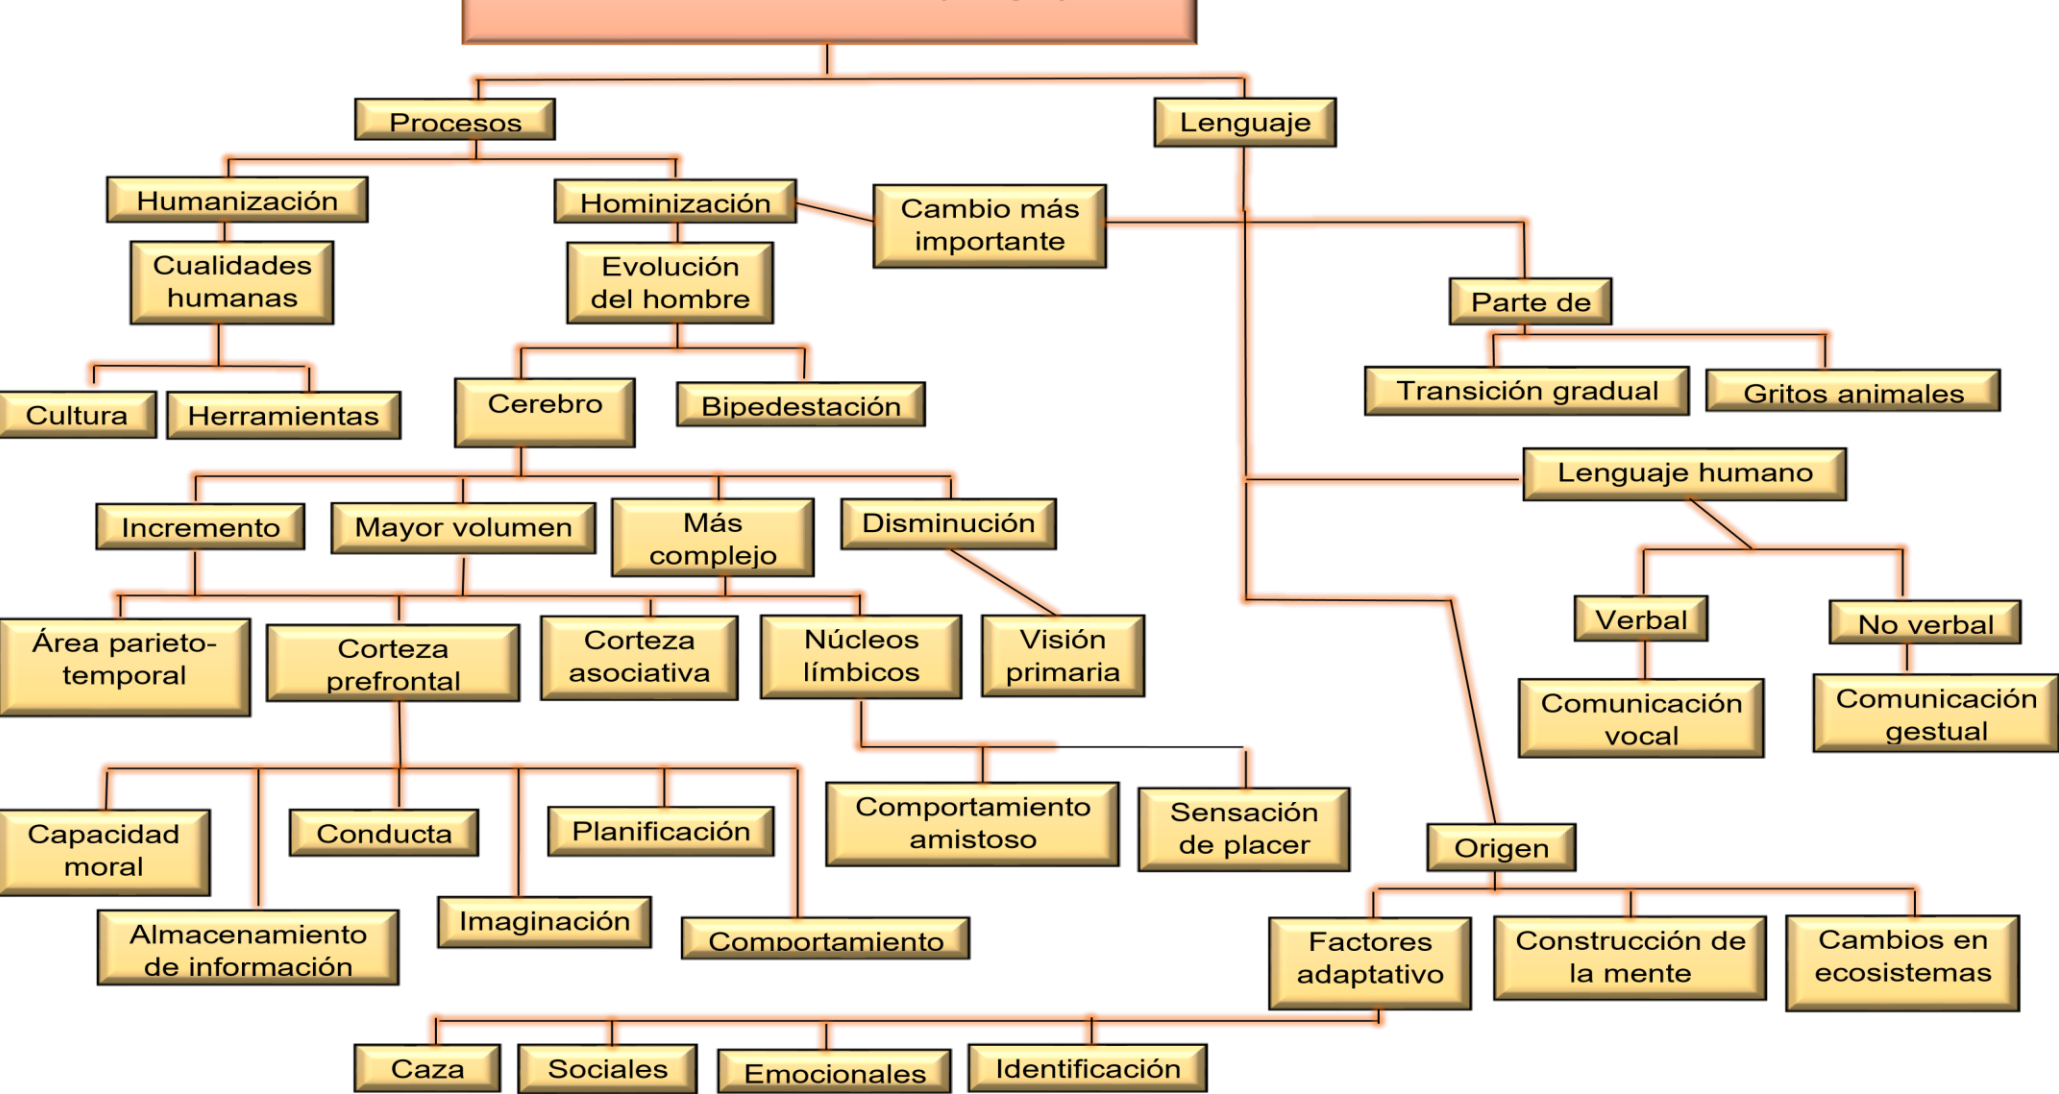 Procesos
Lenguaje
Humanización
Hominización
Cambio más
importante
Cualidades
humanas
Evolución
del hombre
Parte de
Cultura
Herramientas
Cerebro
Bipedestación
Transición gradual
Gritos animales
Lenguaje humano
Incremento
Mayor volumen
Más
complejo
Disminución
Verbal
No verbal
Área parieto-
temporal
Corteza
prefrontal
Corteza
asociativa
Núcleos
límbicos
Visión
primaria
Comunicación
vocal
Comunicación
gestual
Capacidad
moral
Conducta
Planificación
Comportamiento
amistoso
Sensación
de placer
Origen
Almacenamiento
de información
Imaginación
Comportamiento
Factores
adaptativo
Construcción de
la mente
Cambios en
ecosistemas
Caza
Sociales
Emocionales
Identificación